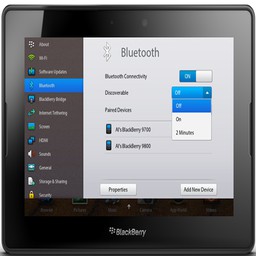 About
Wi-Fi
Software Updates
Bluetooth
BlackBerry Bridge
Internet Tethering
Screen
HDMI
Sounds
General
Storage & Sharing
Security
Bluetooth
Bluetooth Connectivity
ON
Discoverable
Off
Off
On
2 Minutes
Paired Devices
Al's BlackBerry 9700
Al's BlackBerry 9800
Properties
Add New Device
BlackBerry